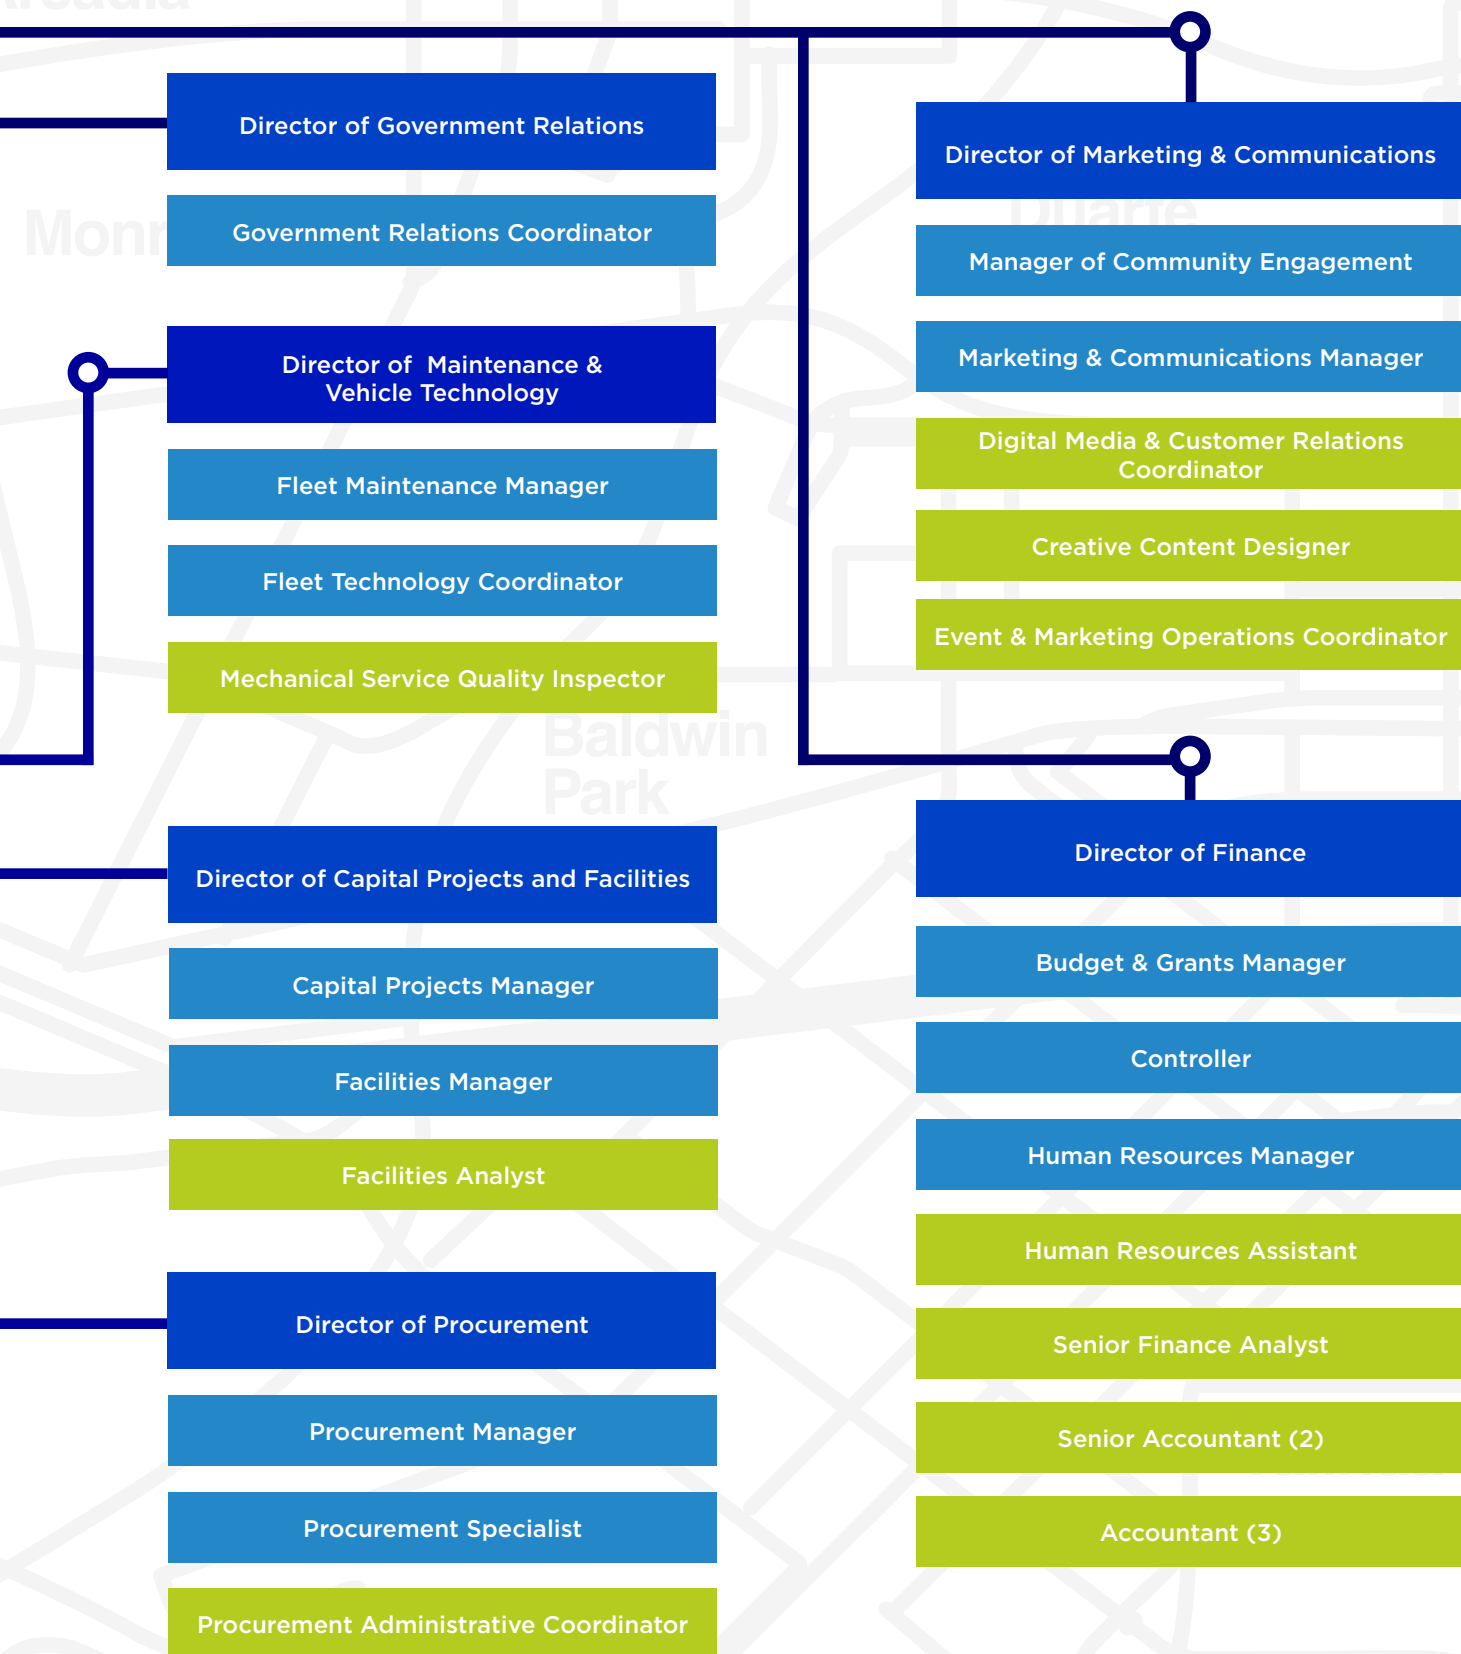 Arcadia
Director of Government Relations
Government Relations Coordinator
Monr
Director of  Maintenance &
Vehicle Technology
Fleet Maintenance Manager
Fleet Technology Coordinator
Mechanical Service Quality Inspector
Baldwin
Park
Director of Capital Projects and Facilities
Capital Projects Manager
Facilities Manager
Facilities Analyst
Director of Procurement
Procurement Manager
Procurement Specialist
Procurement Administrative Coordinator
Director of Marketing & Communications
Duarte
Manager of Community Engagement
Marketing & Communications Manager
Digital Media & Customer Relations
Coordinator
Creative Content Designer
Event & Marketing Operations Coordinator
Director of Finance
Budget & Grants Manager
Controller
Human Resources Manager
Human Resources Assistant
Senior Finance Analyst
Senior Accountant (2)
Accountant (3)